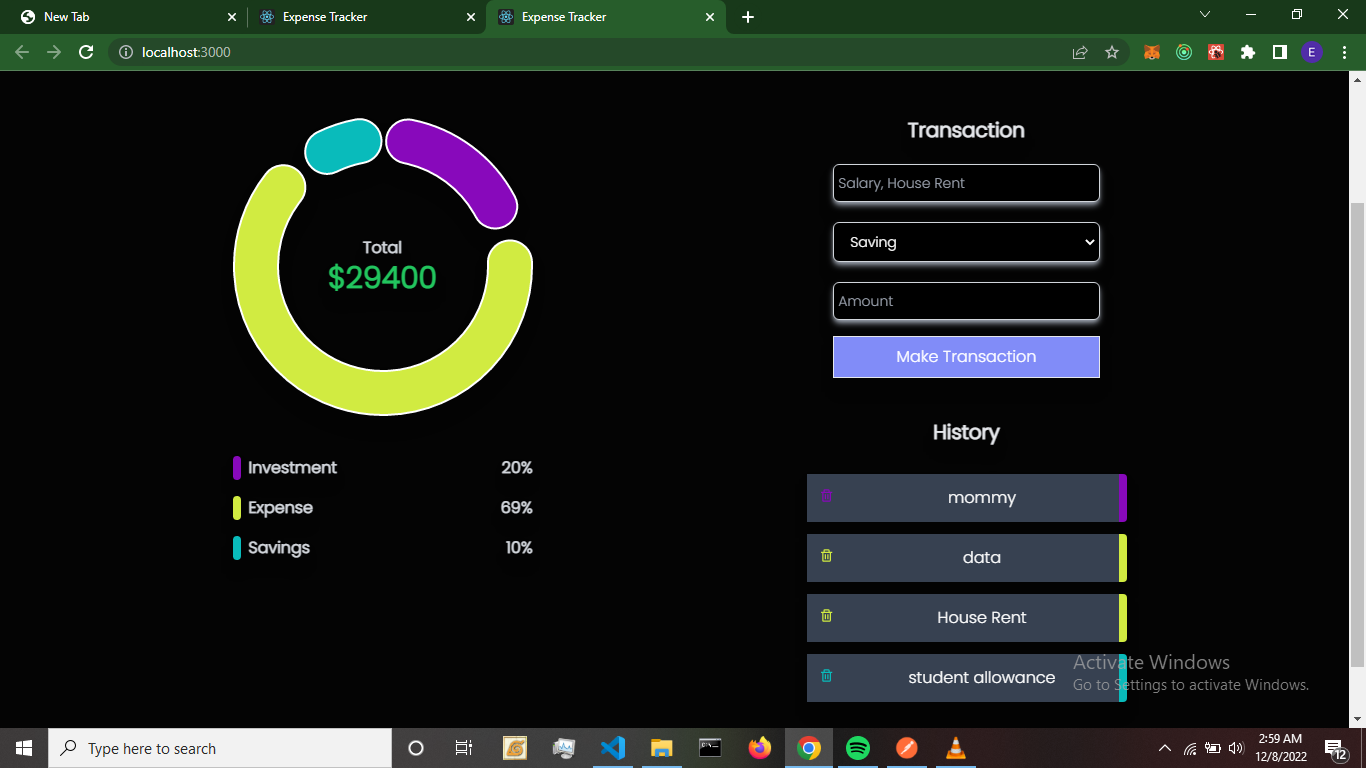 New Tab
Expense Tracker
Expense Tracker
localhost:3000
E
Total
$29400
Investment 20%
Expense 69%
Savings 10%
Transaction
Salary, House Rent
Saving
Amount
Make Transaction
History
mommy
data
House Rent
student allowance
Activate Windows
Go to Settings to activate Windows.
Type here to search
2:59 AM
12/8/2022
12